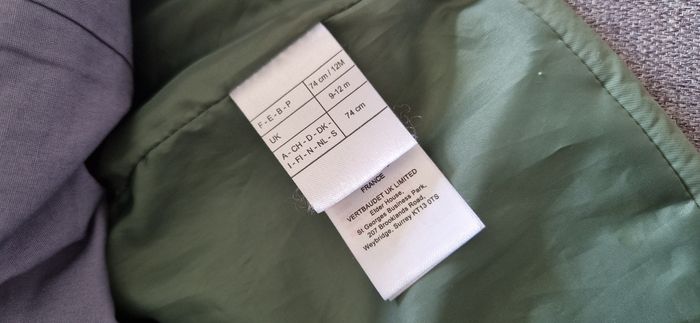 F - E - B - P 74 cm / 12M
UK 9-12 m
A - CH - D - DK - 74 cm
I - FI - N - NL - S
FRANCE
VERTBAUDET UK LIMITED
Elder House,
St Georges Business Park,
207 Brooklands Road,
Weybridge, Surrey KT13 0TS